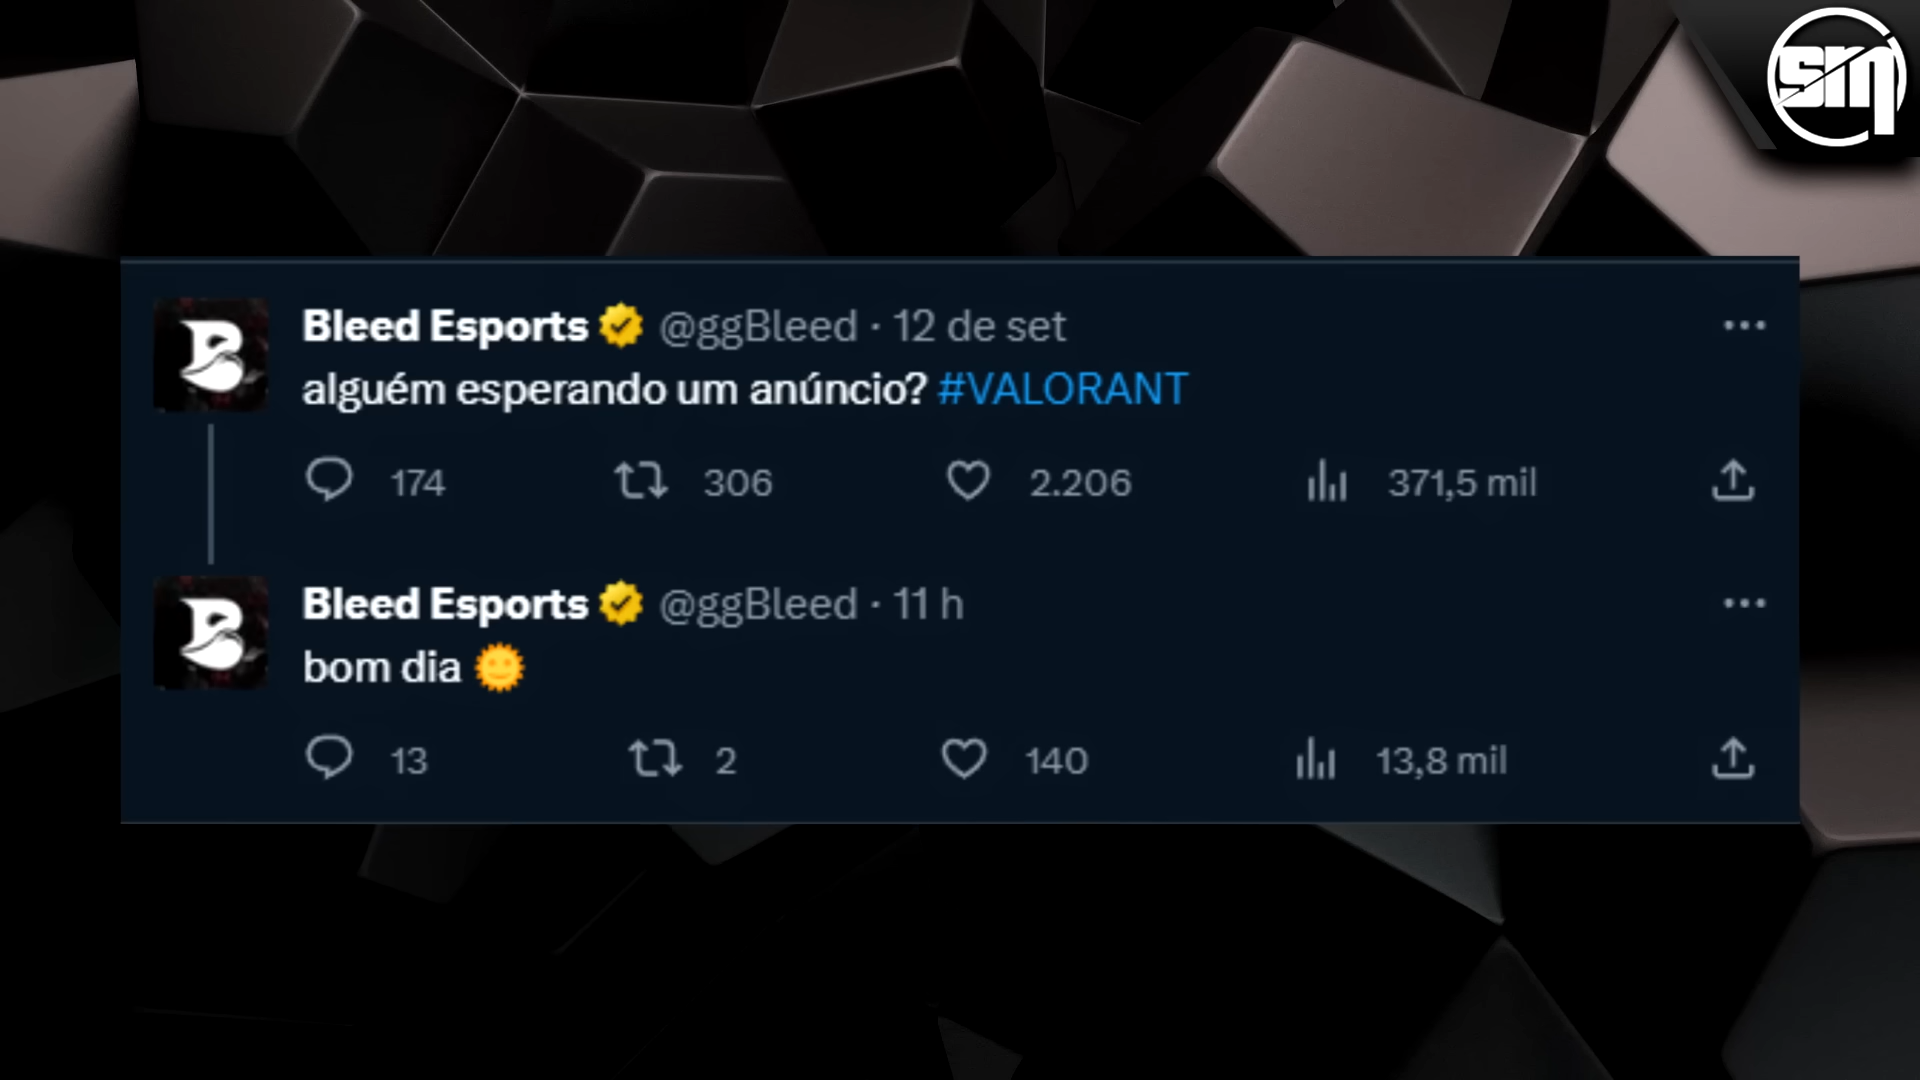 sm
Bleed Esports @ggBleed · 12 de set
alguém esperando um anúncio? #VALORANT
174 306 2.206 371,5 mil
Bleed Esports @ggBleed · 11 h
bom dia 🌞
13 2 140 13,8 mil